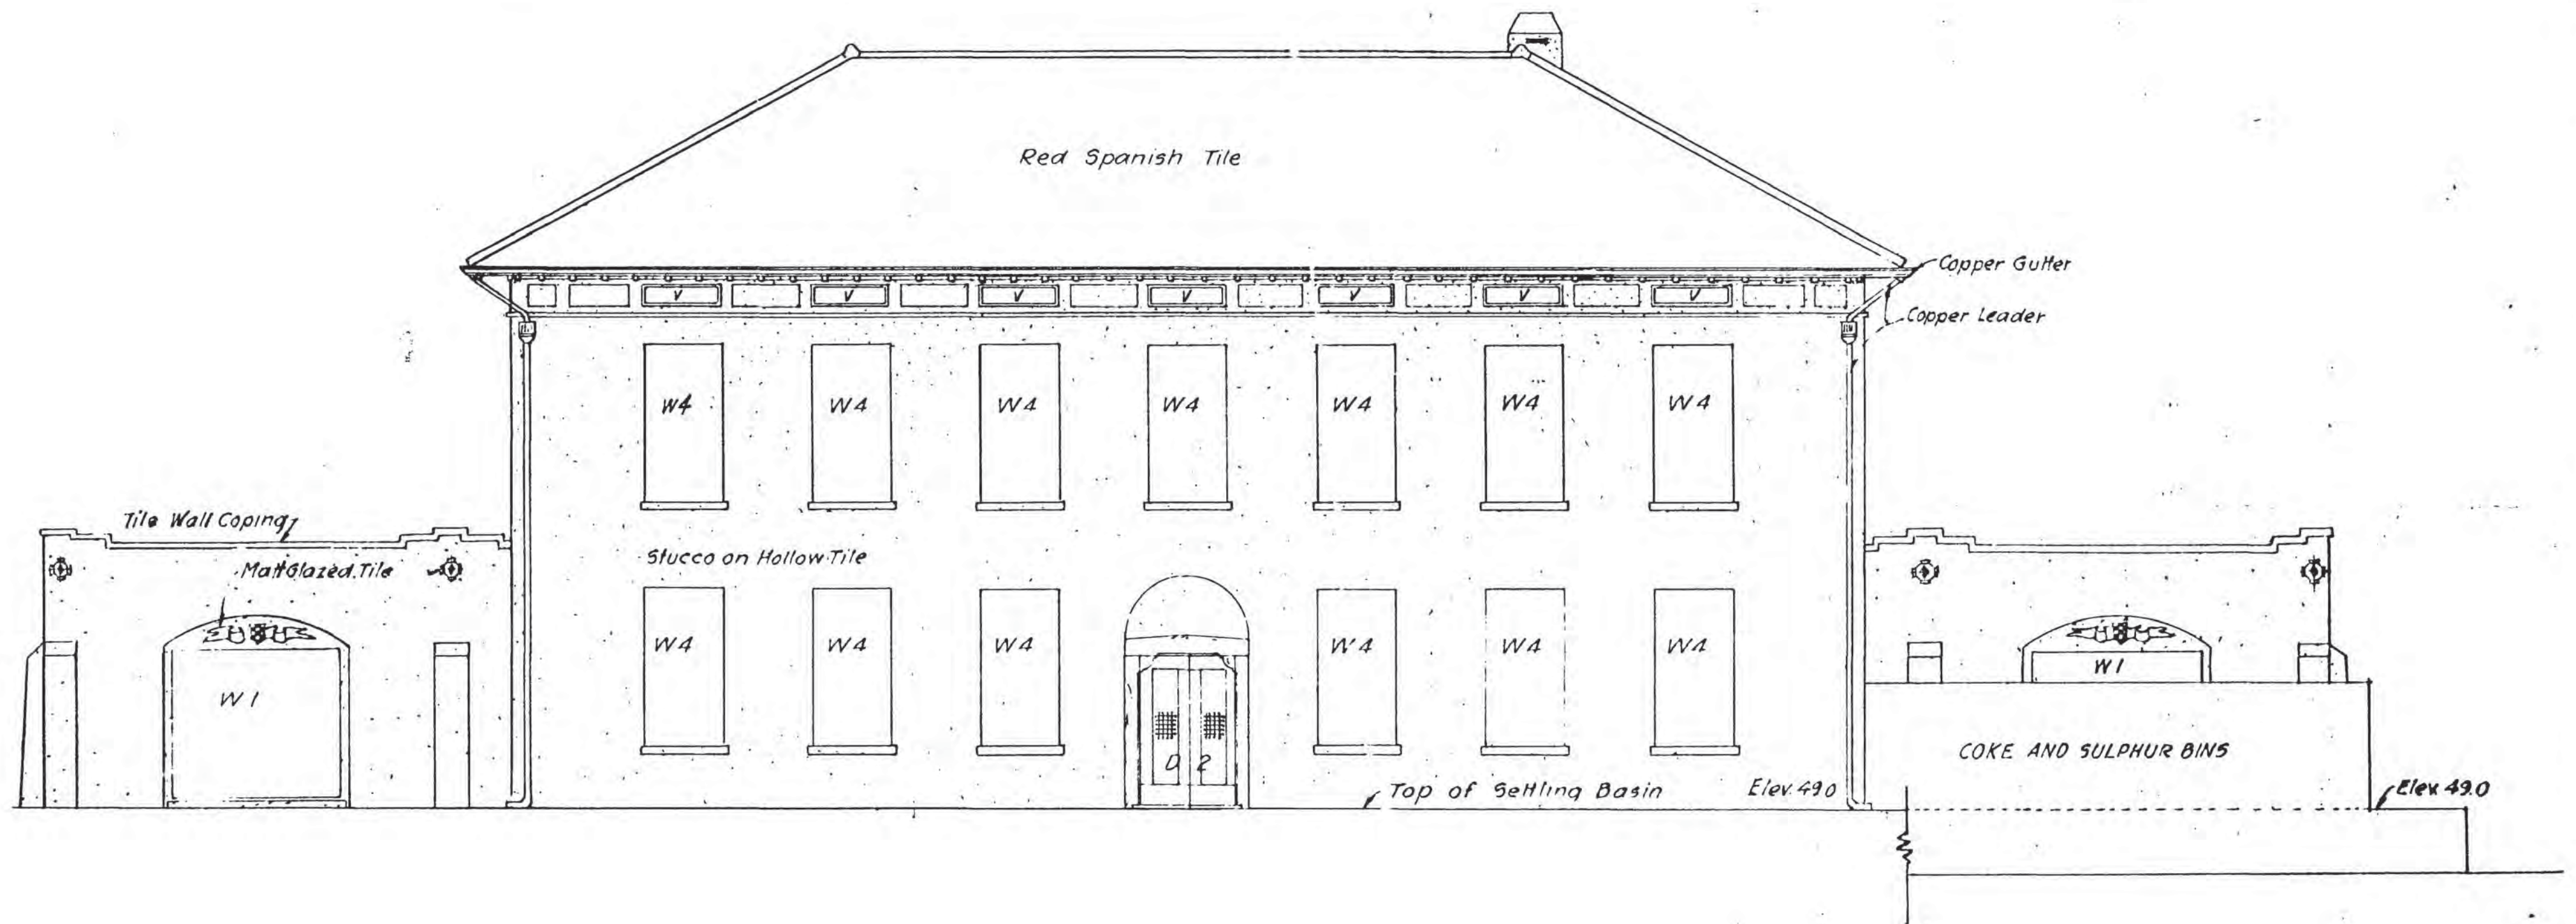 Red Spanish Tile
Copper Gutter
V V V V V V V
Copper Leader
W4 W4 W4 W4 W4 W4 W4
Tile Wall Coping
Stucco on Hollow Tile
Matt Glazed Tile
W4 W4 W4 W4 W4 W4
W1
W1
COKE AND SULPHUR BINS
D 2
Top of Settling Basin Elev. 49.0
Elev. 49.0